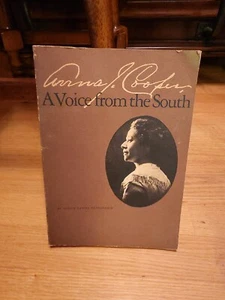 Anna J. Cooper
A Voice from the South